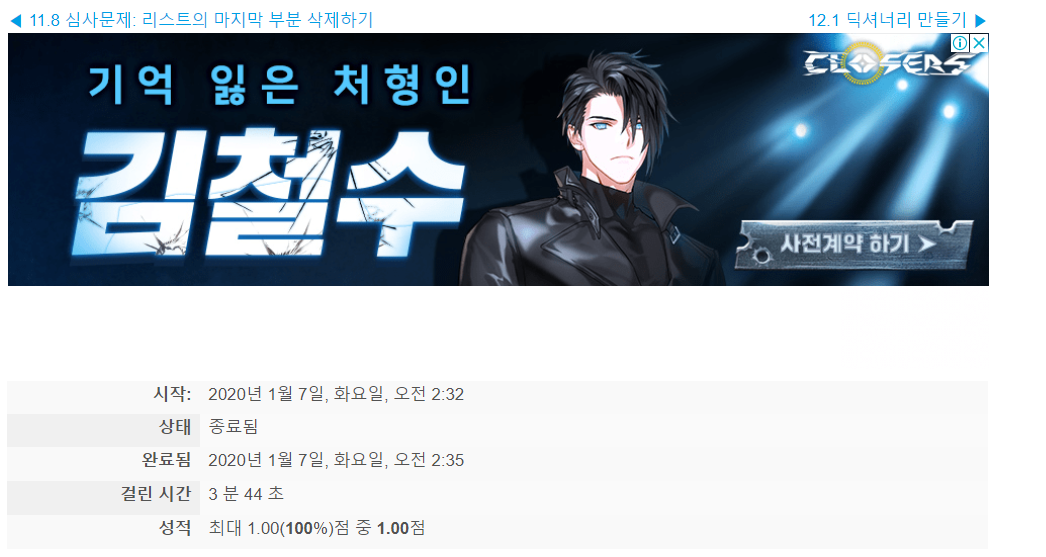 ◀ 11.8 심사문제: 리스트의 마지막 부분 삭제하기
12.1 딕셔너리 만들기 ▶
CLOSERS
기억 잃은 처형인
김철수
사전계약 하기
시작: 2020년 1월 7일, 화요일, 오전 2:32
상태 종료됨
완료됨 2020년 1월 7일, 화요일, 오전 2:35
걸린 시간 3 분 44 초
성적 최대 1.00(100%)점 중 1.00점